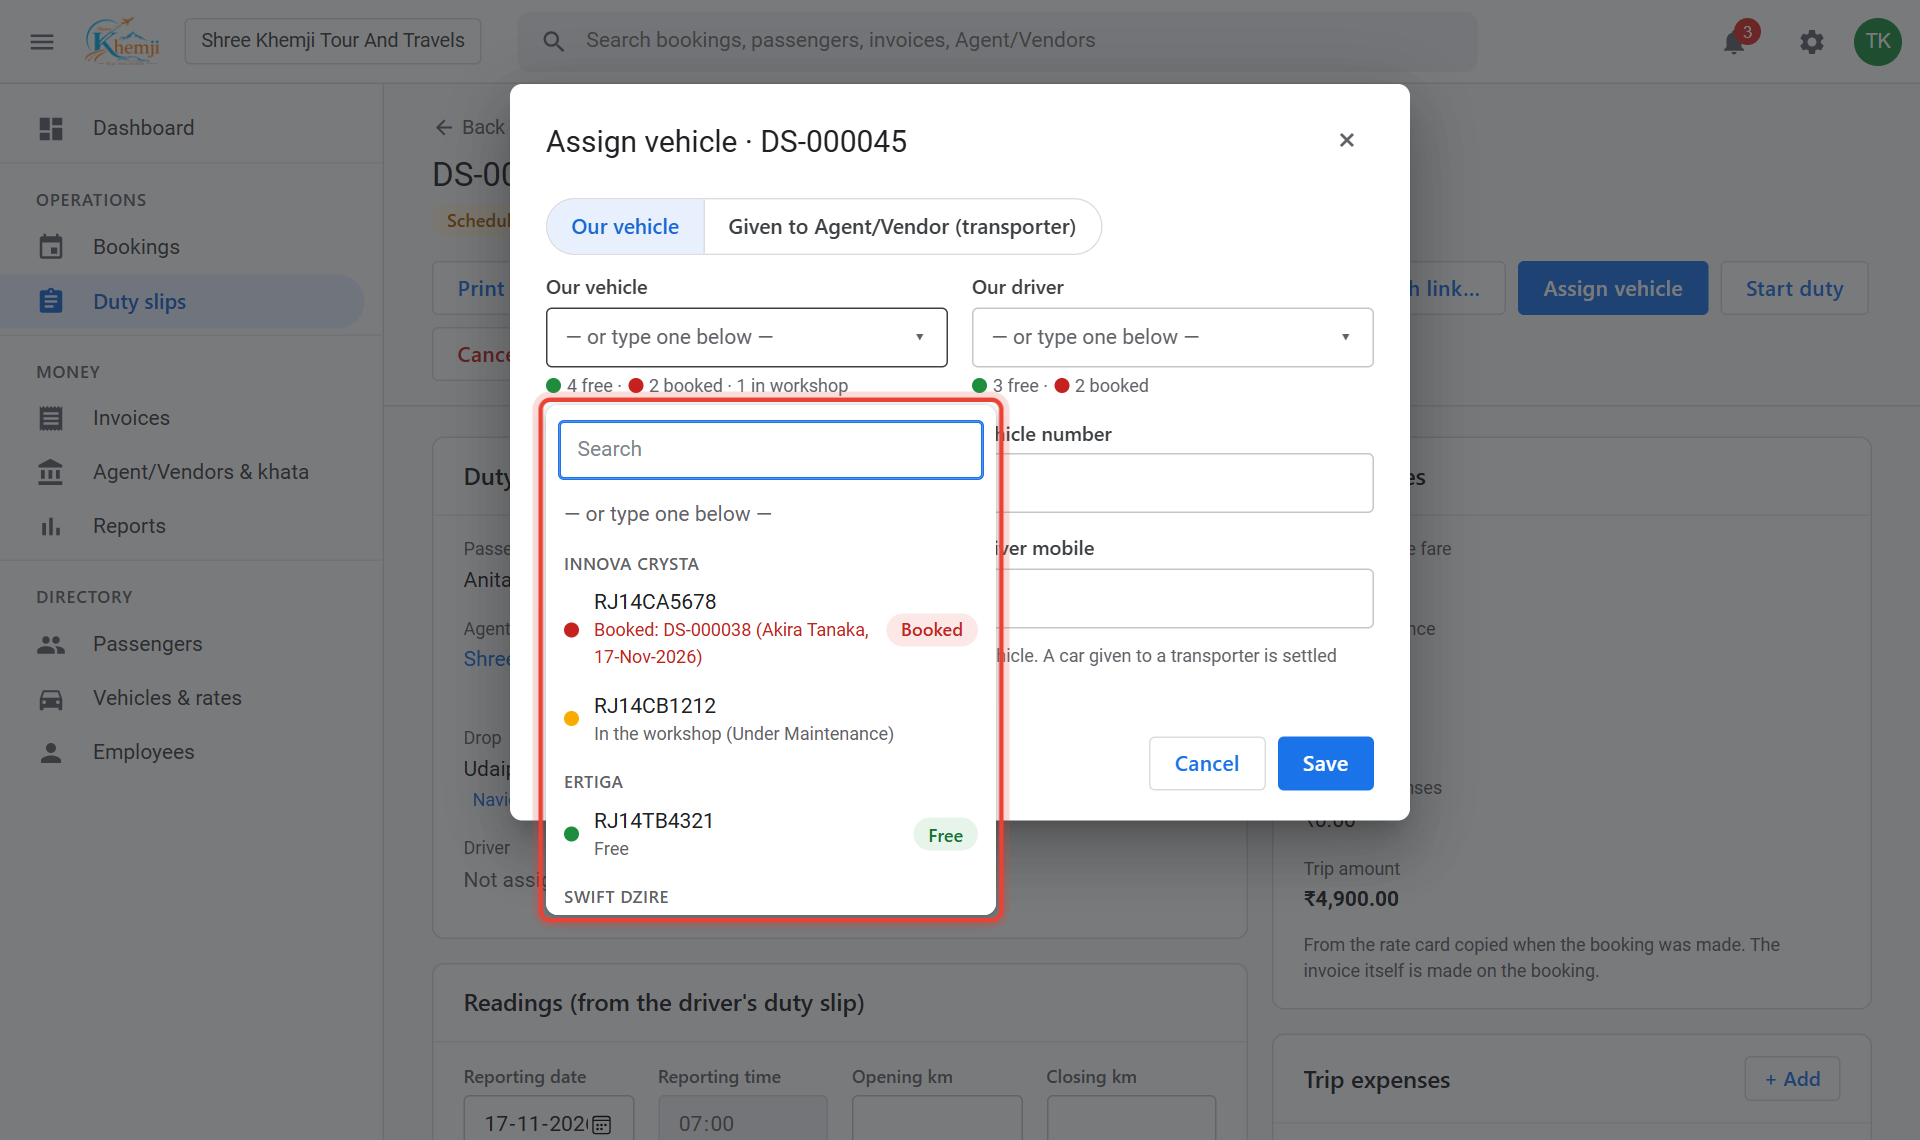 Khemji
Shree Khemji Tour And Travels
Search bookings, passengers, invoices, Agent/Vendors
3
TK
Dashboard
OPERATIONS
Bookings
Duty slips
MONEY
Invoices
Agent/Vendors & khata
Reports
DIRECTORY
Passengers
Vehicles & rates
Employees
Back
Print
Assign vehicle
Start duty
Assign vehicle · DS-000045
Our vehicle
Given to Agent/Vendor (transporter)
Our vehicle
Our driver
— or type one below —
— or type one below —
4 free · 2 booked · 1 in workshop
3 free · 2 booked
Search
— or type one below —
INNOVA CRYSTA
RJ14CA5678
Booked: DS-000038 (Akira Tanaka,
17-Nov-2026)
Booked
RJ14CB1212
In the workshop (Under Maintenance)
ERTIGA
RJ14TB4321
Free
Free
SWIFT DZIRE
number
mobile
A car given to a transporter is settled
Cancel
Save
link...
fare
Drop
Driver
Trip amount
₹4,900.00
From the rate card copied when the booking was made. The
invoice itself is made on the booking.
Readings (from the driver's duty slip)
Reporting date
Reporting time
Opening km
Closing km
07:00
Trip expenses
+ Add